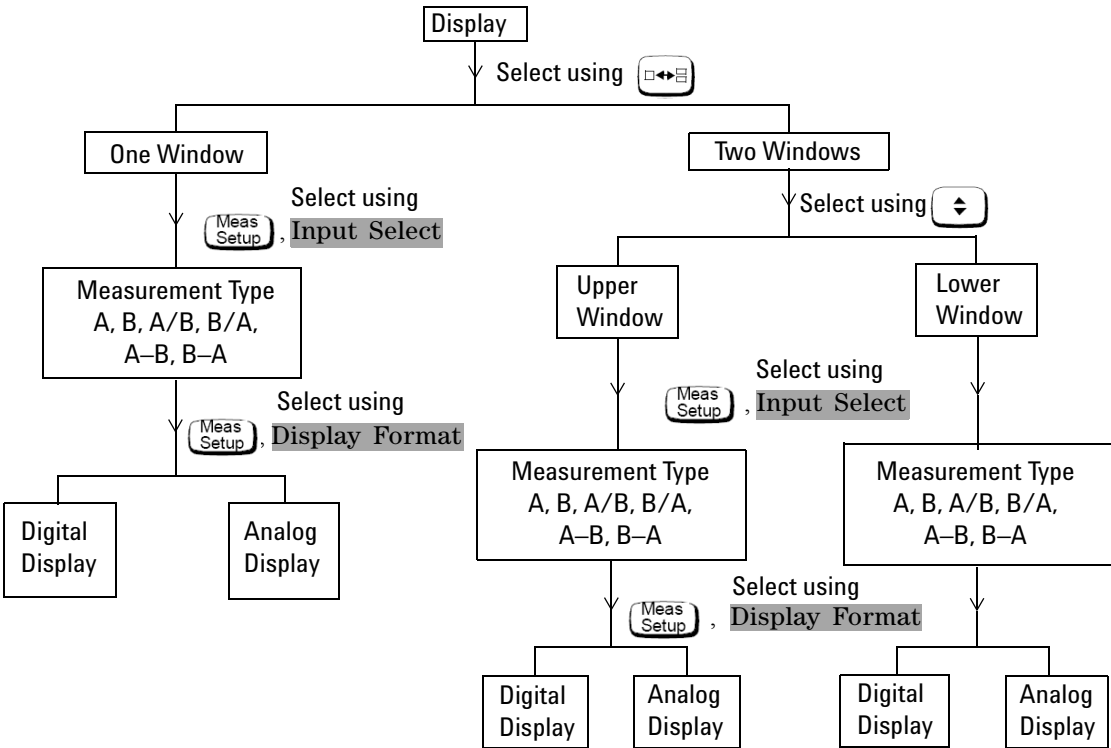 Display
Select using
One Window
Two Windows
Select using
Meas
Setup , Input Select
Select using
Measurement Type
A, B, A/B, B/A,
A–B, B–A
Upper
Window
Lower
Window
Select using
Meas
Setup , Display Format
Select using
Meas
Setup , Input Select
Digital
Display
Analog
Display
Measurement Type
A, B, A/B, B/A,
A–B, B–A
Measurement Type
A, B, A/B, B/A,
A–B, B–A
Select using
Meas
Setup , Display Format
Digital
Display
Analog
Display
Digital
Display
Analog
Display